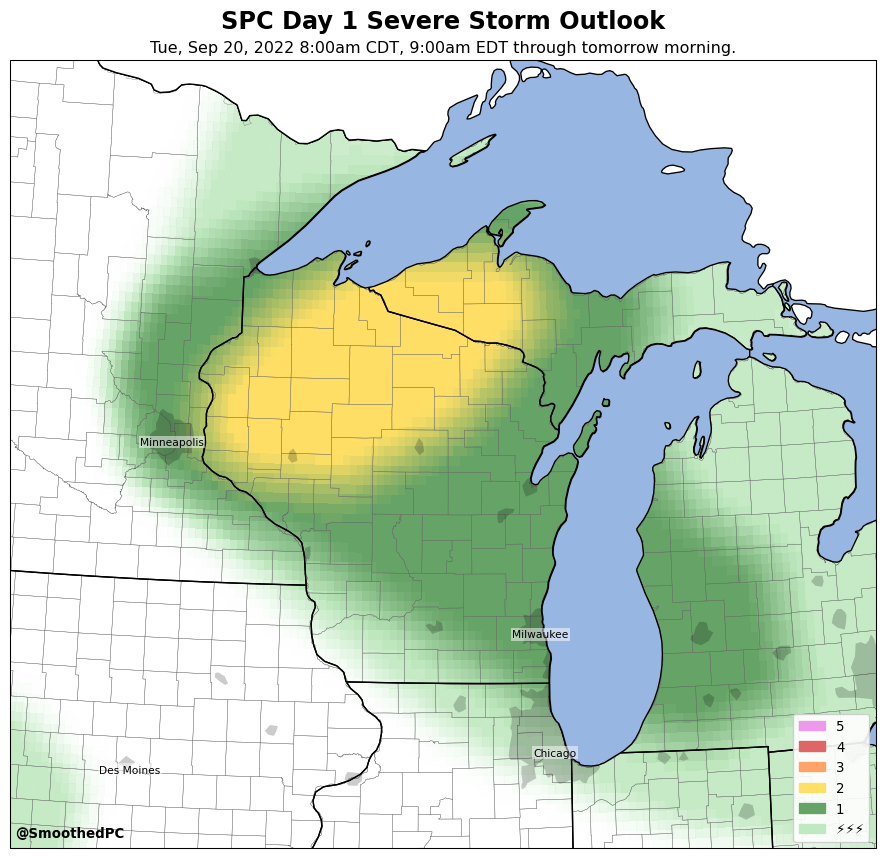 SPC Day 1 Severe Storm Outlook
Tue, Sep 20, 2022 8:00am CDT, 9:00am EDT through tomorrow morning.
Minneapolis
Milwaukee
Chicago
Des Moines
5
4
3
2
1
⚡⚡⚡
@SmoothedPC